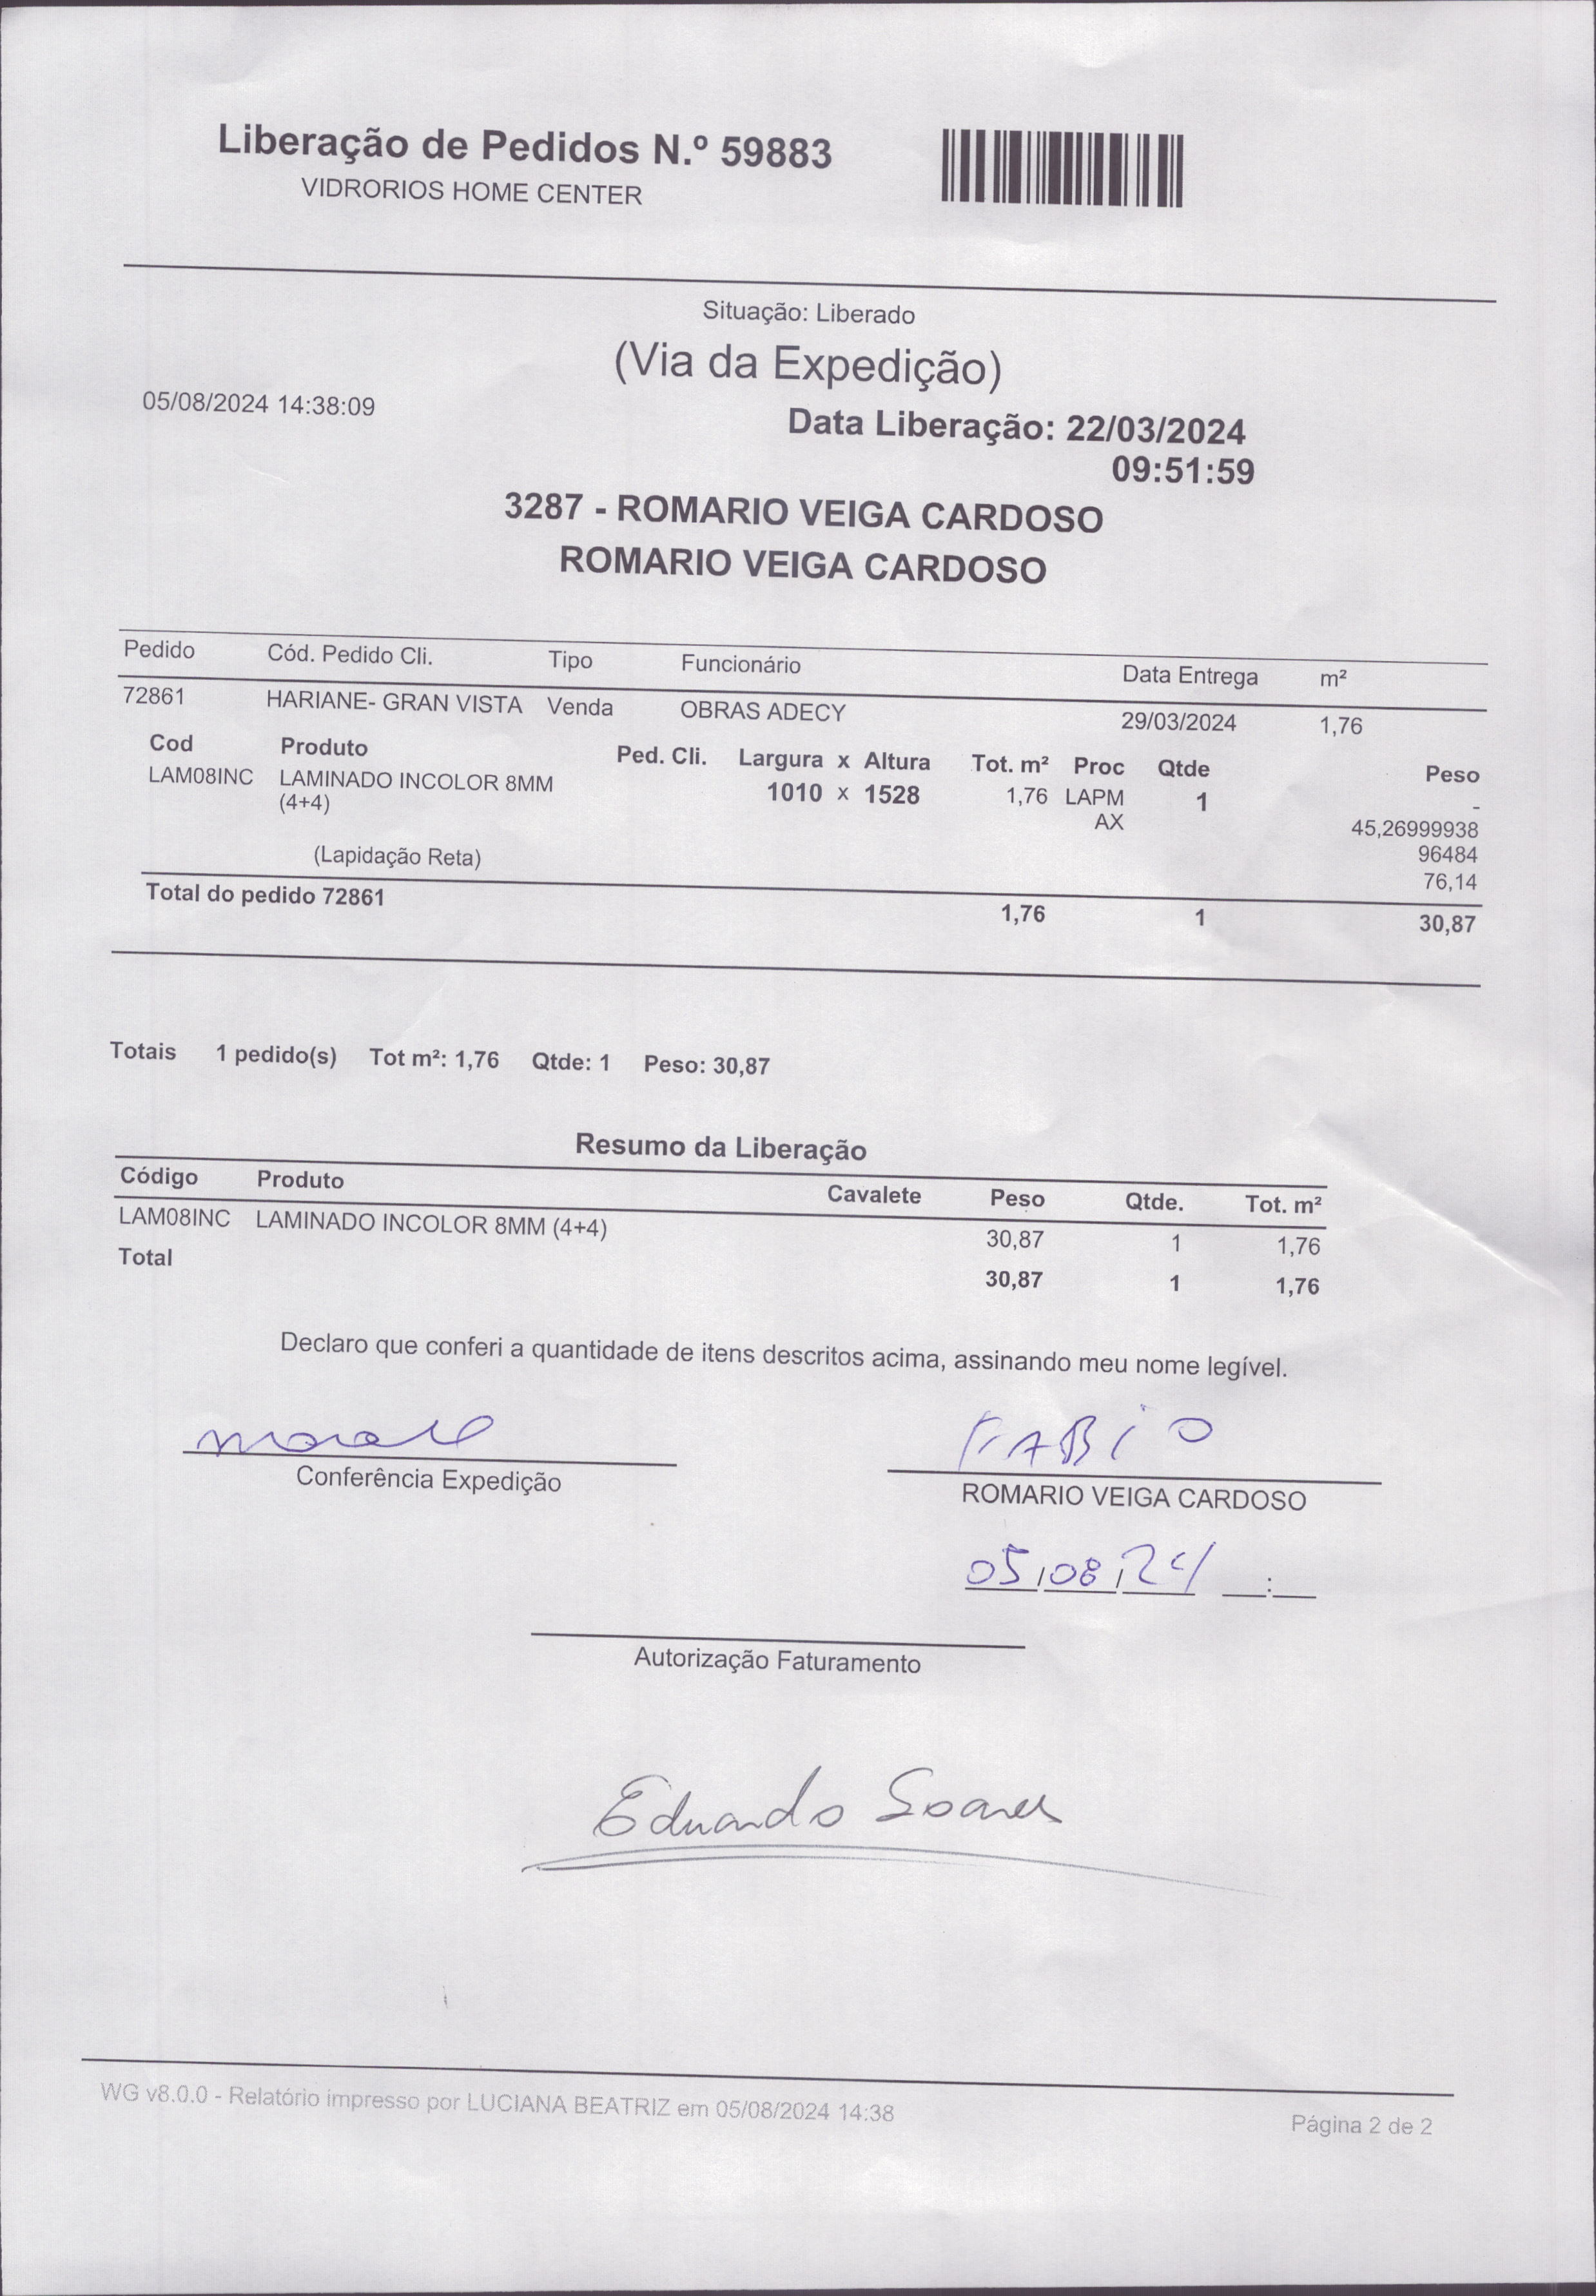 Liberação de Pedidos N.º 59883
VIDRORIOS HOME CENTER
Situação: Liberado
(Via da Expedição)
05/08/2024 14:38:09
Data Liberação: 22/03/2024
09:51:59
3287 - ROMARIO VEIGA CARDOSO
ROMARIO VEIGA CARDOSO
Pedido Cód. Pedido Cli. Tipo Funcionário Data Entrega m²
72861 HARIANE- GRAN VISTA Venda OBRAS ADECY 29/03/2024 1,76
Cod Produto Ped. Cli. Largura x Altura Tot. m² Proc Qtde Peso
LAM08INC LAMINADO INCOLOR 8MM 1010 x 1528 1,76 LAPM 1 -
(4+4) AX 45,26999938
(Lapidação Reta) 96484
76,14
Total do pedido 72861 1,76 1 30,87
Totais 1 pedido(s) Tot m²: 1,76 Qtde: 1 Peso: 30,87
Resumo da Liberação
Código Produto Cavalete Peso Qtde. Tot. m²
LAM08INC LAMINADO INCOLOR 8MM (4+4) 30,87 1 1,76
Total 30,87 1 1,76
Declaro que conferi a quantidade de itens descritos acima, assinando meu nome legível.
FABiO
Conferência Expedição ROMARIO VEIGA CARDOSO
05/08/24 __:__
Autorização Faturamento
Eduardo Soares
WG v8.0.0 - Relatório impresso por LUCIANA BEATRIZ em 05/08/2024 14:38
Página 2 de 2